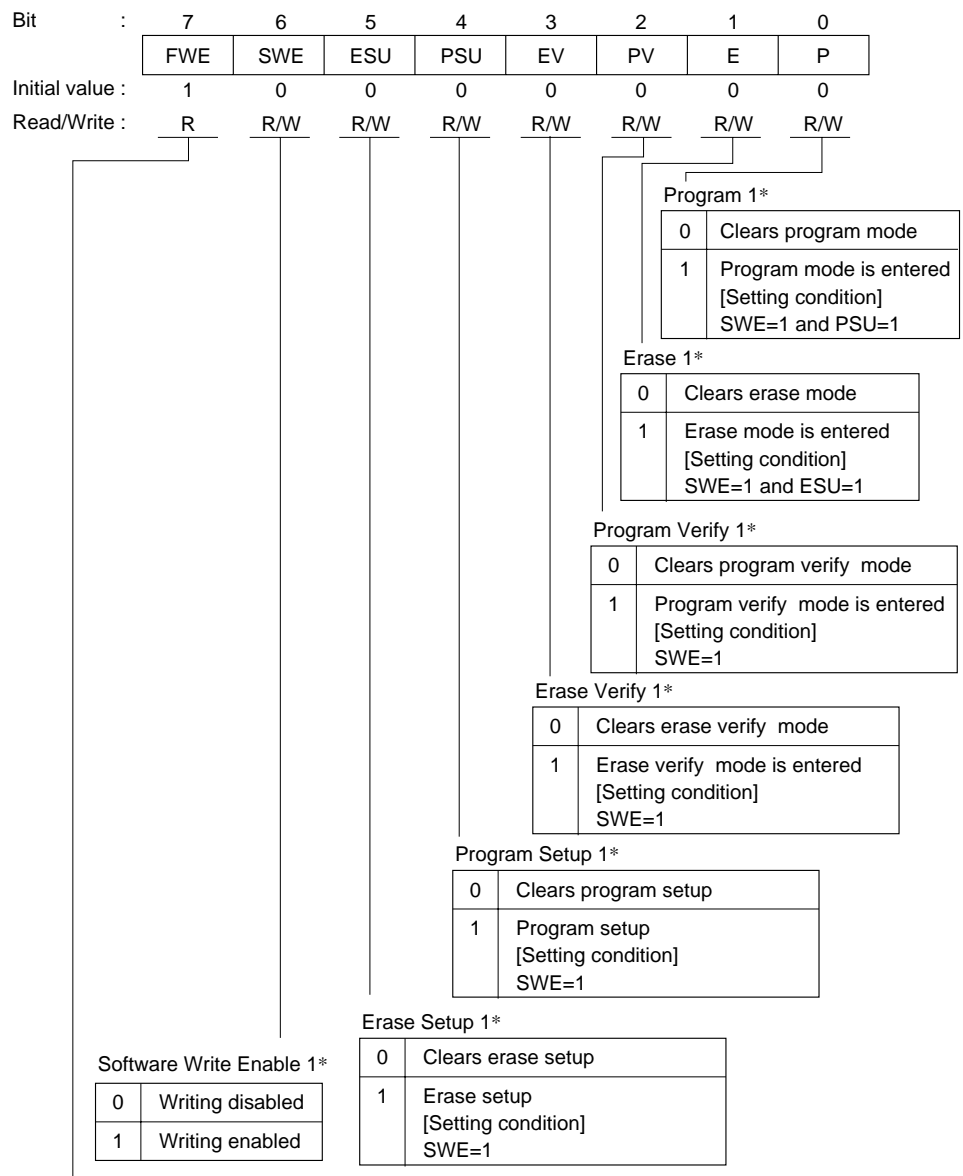 Bit : 7 6 5 4 3 2 1 0
FWE SWE ESU PSU EV PV E P
Initial value : 1 0 0 0 0 0 0 0
Read/Write : R R/W R/W R/W R/W R/W R/W R/W
Program 1*
0 Clears program mode
1 Program mode is entered
[Setting condition]
SWE=1 and PSU=1
Erase 1*
0 Clears erase mode
1 Erase mode is entered
[Setting condition]
SWE=1 and ESU=1
Program Verify 1*
0 Clears program verify mode
1 Program verify mode is entered
[Setting condition]
SWE=1
Erase Verify 1*
0 Clears erase verify mode
1 Erase verify mode is entered
[Setting condition]
SWE=1
Program Setup 1*
0 Clears program setup
1 Program setup
[Setting condition]
SWE=1
Erase Setup 1*
0 Clears erase setup
1 Erase setup
[Setting condition]
SWE=1
Software Write Enable 1*
0 Writing disabled
1 Writing enabled